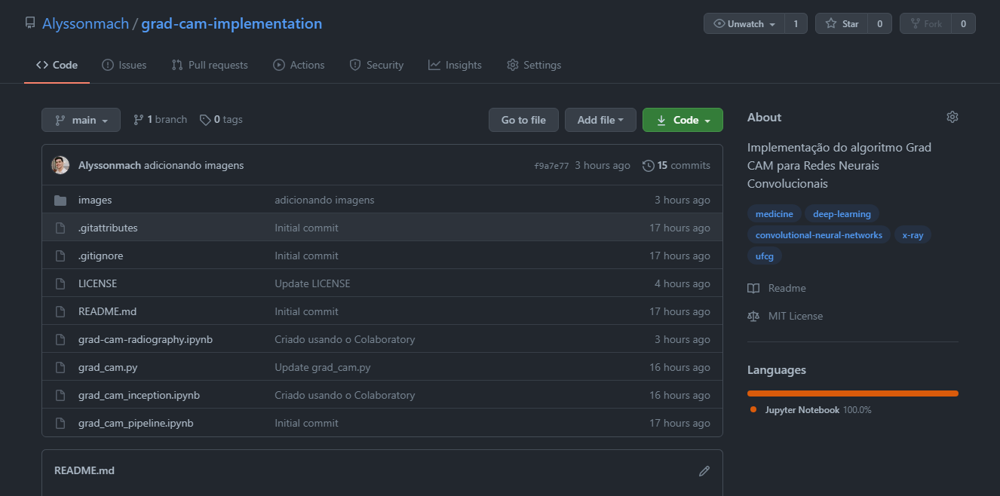 Alyssonmach / grad-cam-implementation
Unwatch 1 Star 0 Fork 0
Code Issues Pull requests Actions Security Insights Settings
main 1 branch 0 tags Go to file Add file Code
Alyssonmach adicionando imagens f9a7e77 3 hours ago 15 commits
images adicionando imagens 3 hours ago
.gitattributes Initial commit 17 hours ago
.gitignore Initial commit 17 hours ago
LICENSE Update LICENSE 4 hours ago
README.md Initial commit 17 hours ago
grad-cam-radiography.ipynb Criado usando o Colaboratory 3 hours ago
grad_cam.py Update grad_cam.py 16 hours ago
grad_cam_inception.ipynb Criado usando o Colaboratory 16 hours ago
grad_cam_pipeline.ipynb Initial commit 17 hours ago
README.md
About
Implementação do algoritmo Grad
CAM para Redes Neurais
Convolucionais
medicine deep-learning
convolutional-neural-networks x-ray
ufcg
Readme
MIT License
Languages
Jupyter Notebook 100.0%